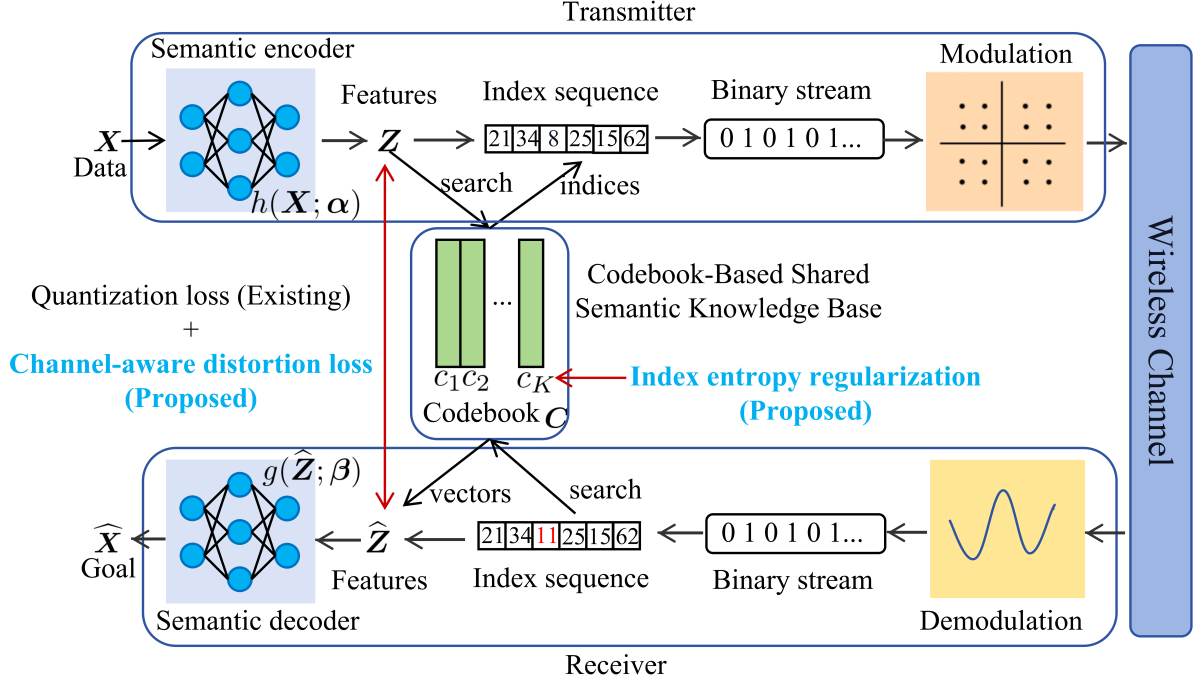 Transmitter
Semantic encoder
Modulation
Features
Index sequence
Binary stream
X
Z
21 34 8 25 15 62
0 1 0 1 0 1...
Data
search
indices
h(X; α)
Wireless Channel
Codebook-Based Shared
Semantic Knowledge Base
...
Quantization loss (Existing)
+
Channel-aware distortion loss
(Proposed)
c₁ c₂ c_K
Index entropy regularization
(Proposed)
Codebook C
g(Ẑ; β)
vectors
search
X̂
Ẑ
21 34 11 25 15 62
0 1 0 1 0 1...
Goal
Features
Index sequence
Binary stream
Semantic decoder
Demodulation
Receiver